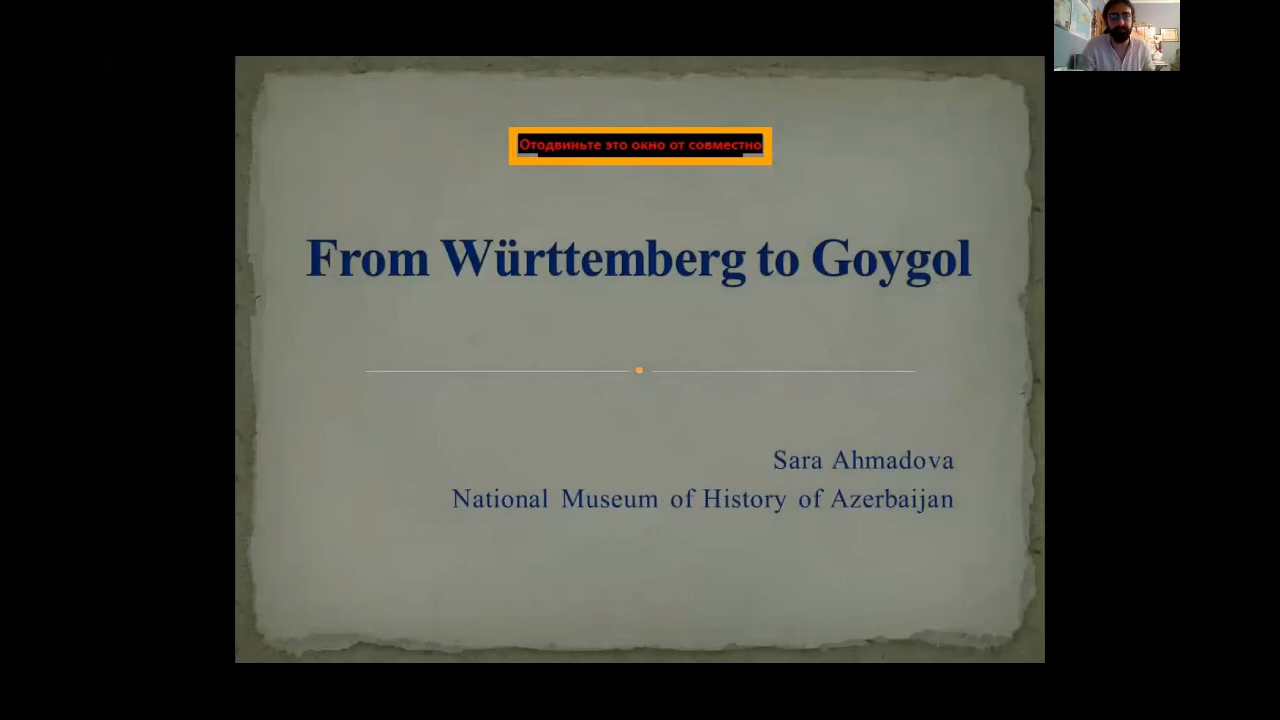 Отодвиньте это окно от совместно
From Württemberg to Goygol
Sara Ahmadova
National Museum of History of Azerbaijan